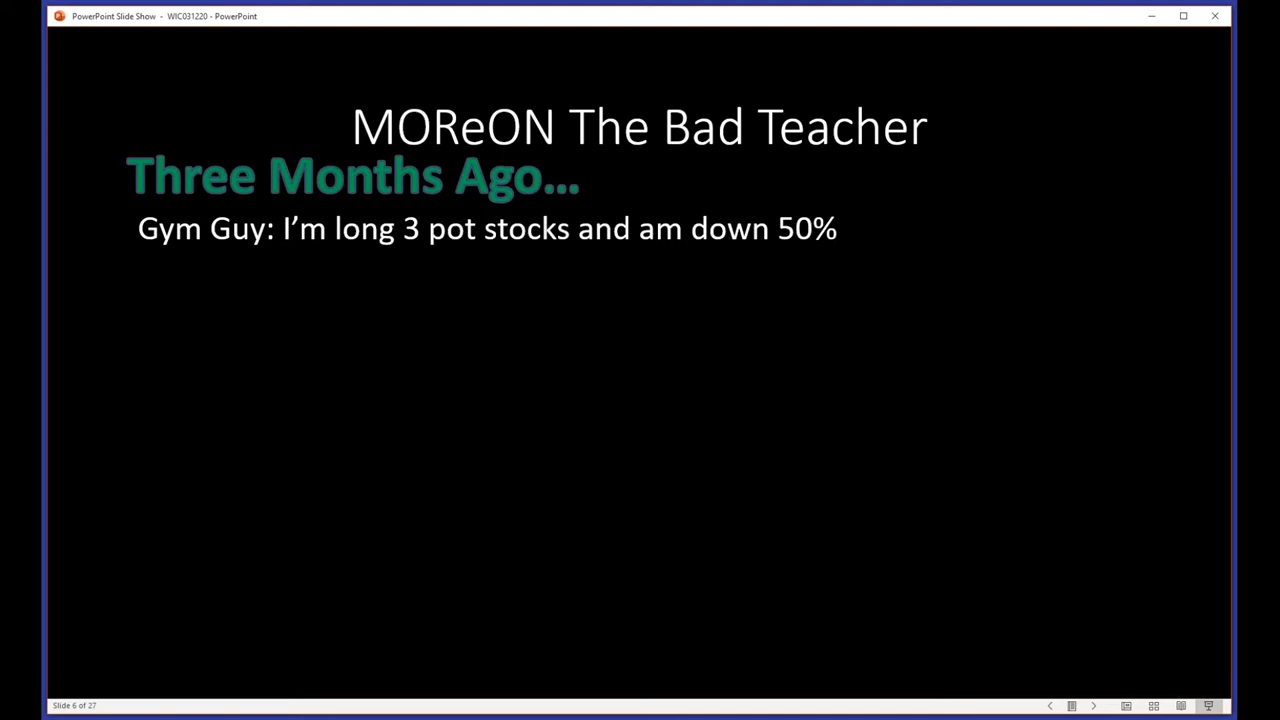 PowerPoint Slide Show - WIC031220 - PowerPoint
MOReON The Bad Teacher
Three Months Ago...
Gym Guy: I’m long 3 pot stocks and am down 50%
Slide 6 of 27